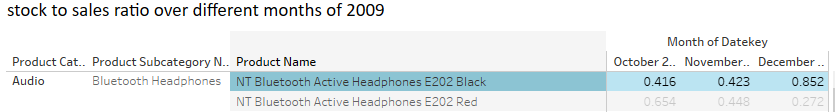 stock to sales ratio over different months of 2009
Month of Datekey
Product Cat.. Product Subcategory N.. Product Name October 2.. November.. December ..
Audio Bluetooth Headphones NT Bluetooth Active Headphones E202 Black 0.416 0.423 0.852
NT Bluetooth Active Headphones E202 Red 0.654 0.448 0.272